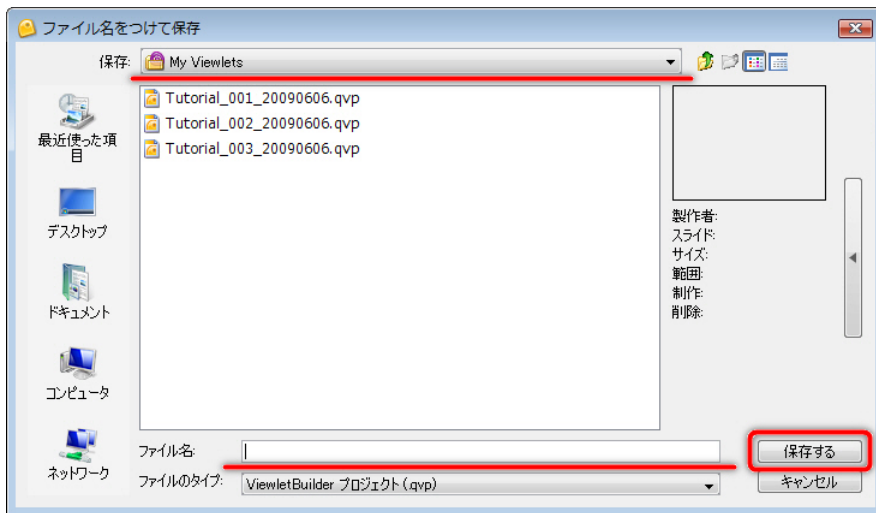 ファイル名をつけて保存
保存:
My Viewlets
最近使った項
目
デスクトップ
ドキュメント
コンピュータ
ネットワーク
Tutorial_001_20090606.qvp
Tutorial_002_20090606.qvp
Tutorial_003_20090606.qvp
製作者:
スライド:
サイズ:
範囲:
制作:
削除:
ファイル名:
保存する
ファイルのタイプ:
ViewletBuilder プロジェクト(.qvp)
キャンセル